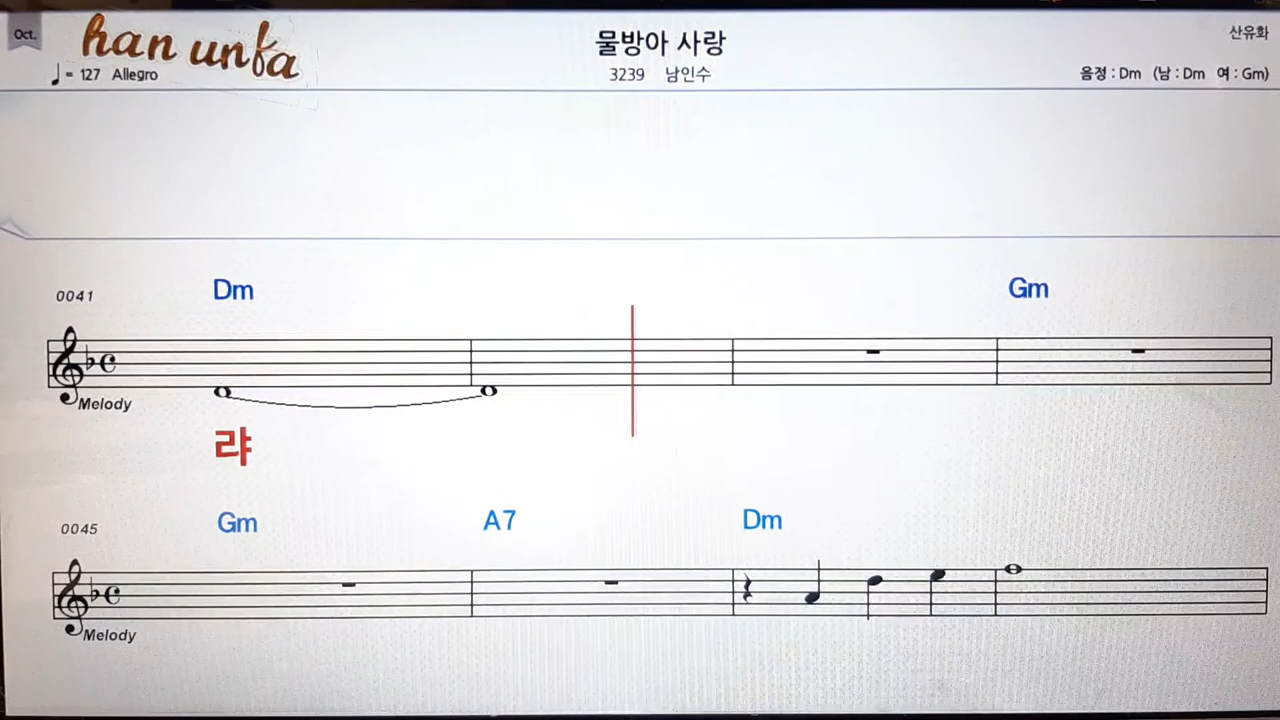 Oct.
han unfa
물방아 사랑
산유화
♩= 127 Allegro
3239 남인수
음정 : Dm (남 : Dm 여 : Gm)
0041
Dm
Gm
Melody
랴
0045
Gm
A7
Dm
Melody